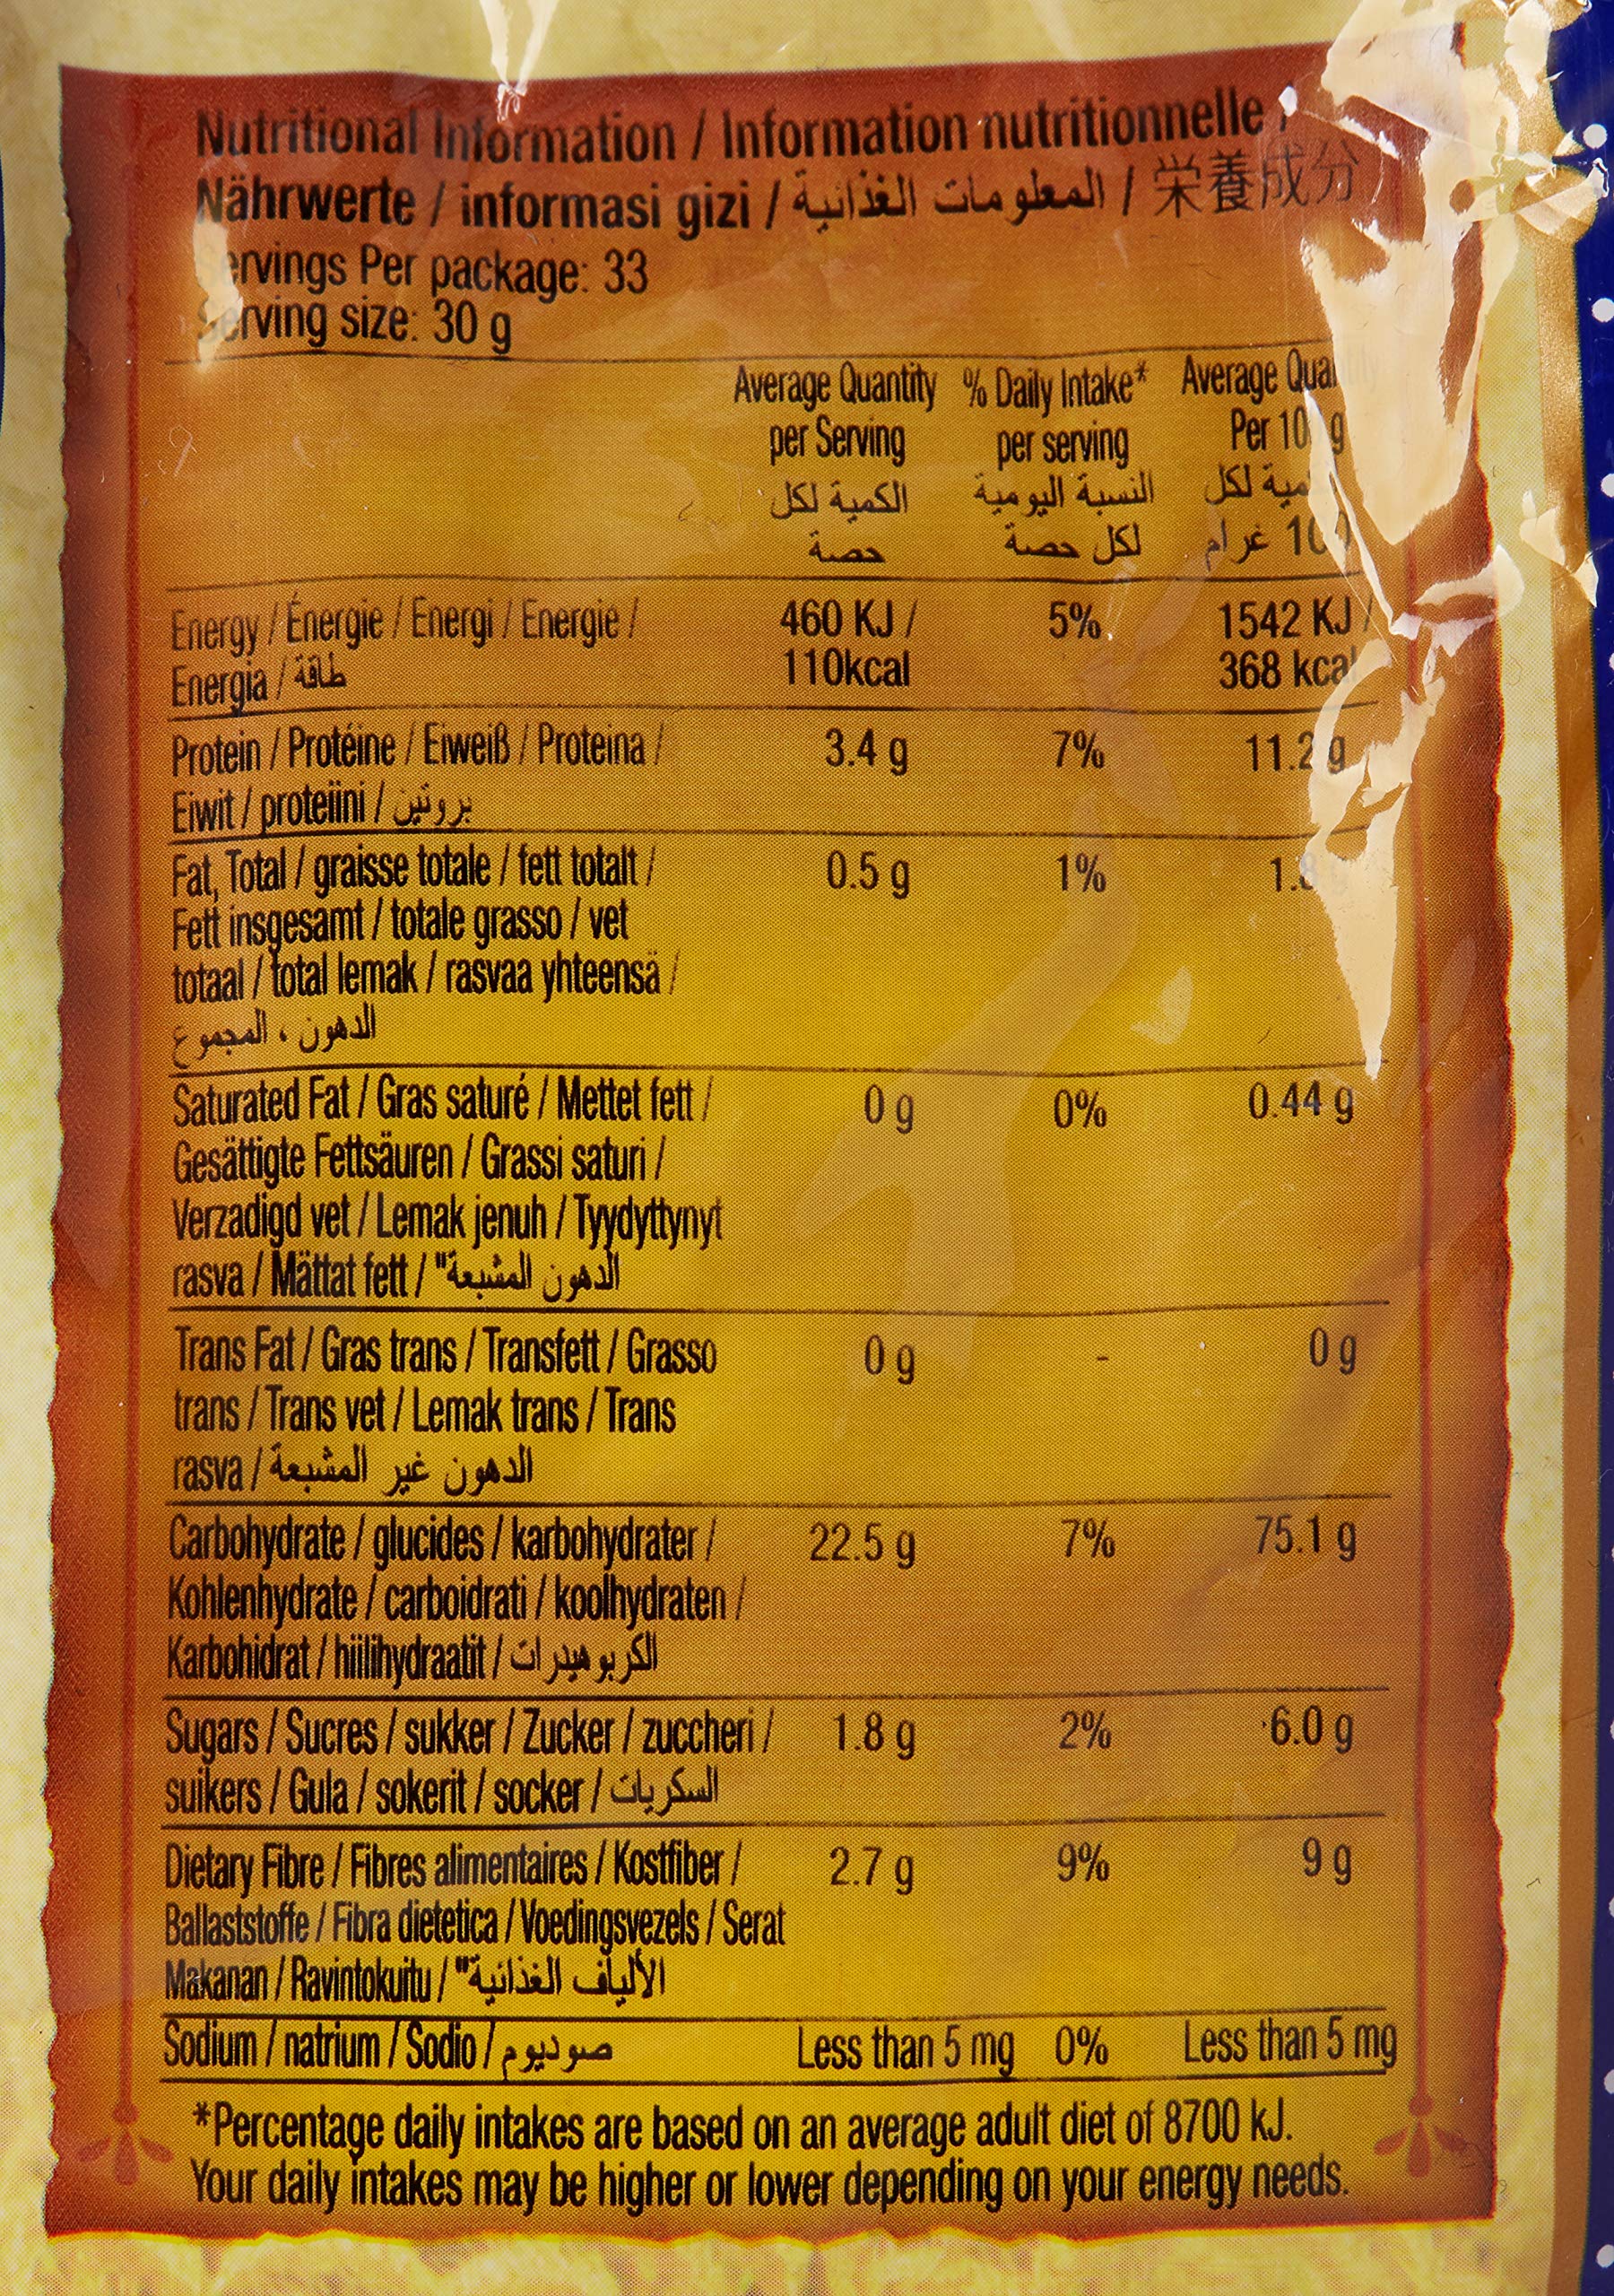 Nutritional Information / Information nutritionnelle /
Nährwerte / informasi gizi / المعلومات الغذائية / 栄養成分
Servings Per package: 33
Serving size: 30 g
Average Quantity % Daily Intake* Average Quantity
per Serving per serving Per 100 g
الكمية لكل النسبة اليومية الكمية لكل
حصة لكل حصة 100 غرام
Energy / Énergie / Energi / Energie / 460 KJ / 5% 1542 KJ /
Energia / طاقة 110kcal 368 kcal
Protein / Protéine / Eiweiß / Proteina / 3.4 g 7% 11.2 g
Eiwit / proteiini / بروتين
Fat, Total / graisse totale / fett totalt / 0.5 g 1% 1.8
Fett insgesamt / totale grasso / vet
totaal / total lemak / rasvaa yhteensä /
الدهون ، المجموع
Saturated Fat / Gras saturé / Mettet fett / 0 g 0% 0.44 g
Gesättigte Fettsäuren / Grassi saturi /
Verzadigd vet / Lemak jenuh / Tyydyttynyt
rasva / Mättat fett / "الدهون المشبعة
Trans Fat / Gras trans / Transfett / Grasso 0 g - 0 g
trans / Trans vet / Lemak trans / Trans
rasva / الدهون غير المشبعة
Carbohydrate / glucides / karbohydrater / 22.5 g 7% 75.1 g
Kohlenhydrate / carboidrati / koolhydraten /
Karbohidrat / hiilihydraatit / الكربوهيدرات
Sugars / Sucres / sukker / Zucker / zuccheri / 1.8 g 2% 6.0 g
suikers / Gula / sokerit / socker / السكريات
Dietary Fibre / Fibres alimentaires / Kostfiber / 2.7 g 9% 9 g
Ballaststoffe / Fibra dietetica / Voedingsvezels / Serat
Makanan / Ravintokuitu / "الألياف الغذائية
Sodium / natrium / Sodio / صوديوم Less than 5 mg 0% Less than 5 mg
*Percentage daily intakes are based on an average adult diet of 8700 kJ.
Your daily intakes may be higher or lower depending on your energy needs.